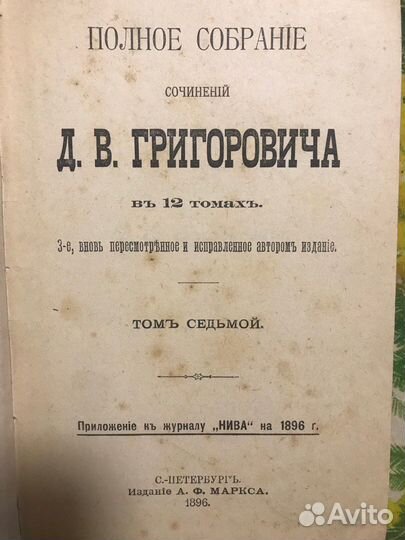 ПОЛНОЕ СОБРАНІЕ
СОЧИНЕНІЙ
Д. В. ГРИГОРОВИЧА
въ 12 томахъ.
3-е, вновь пересмотрѣнное и исправленное авторомъ изданіе.
ТОМЪ СЕДЬМОЙ.
Приложеніе къ журналу „НИВА“ на 1896 г.
С.-ПЕТЕРБУРГЪ.
Изданіе А. Ф. МАРКСА.
1896.
Avito